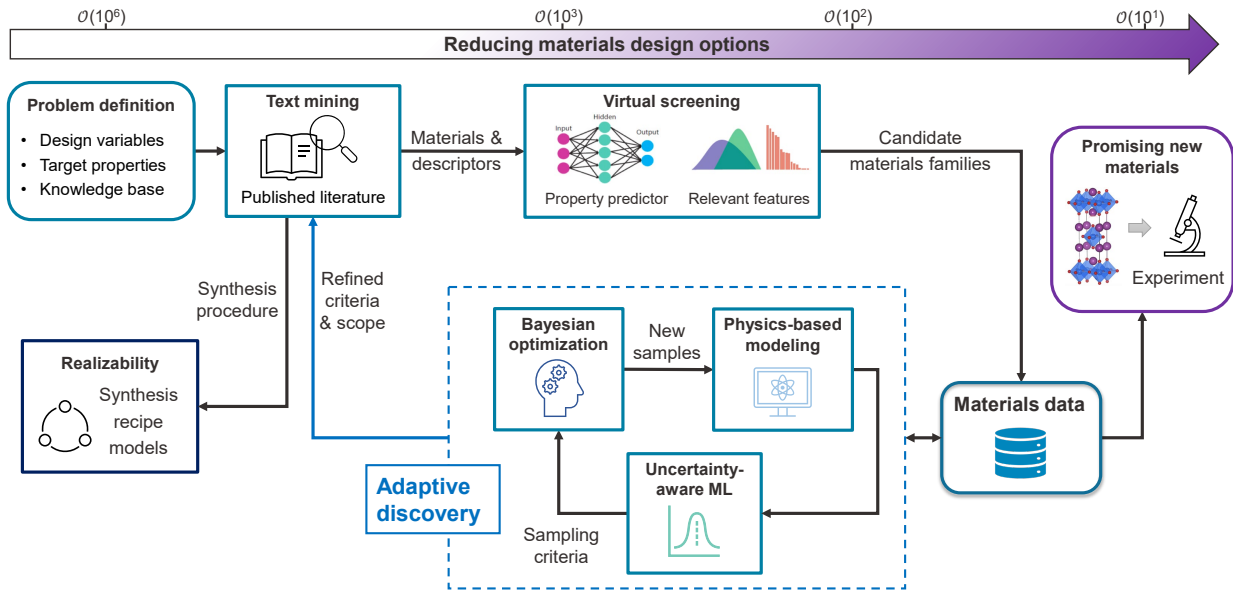 𝒪(10⁶)
𝒪(10³)
𝒪(10²)
𝒪(10¹)
Reducing materials design options
Problem definition
• Design variables
• Target properties
• Knowledge base
Text mining
Published literature
Materials &
descriptors
Virtual screening
Input
Hidden
Output
Property predictor
Relevant features
Candidate
materials families
Promising new
materials
Experiment
Synthesis
procedure
Refined
criteria
& scope
Realizability
Synthesis
recipe
models
Bayesian
optimization
New
samples
Physics-based
modeling
Uncertainty-
aware ML
Sampling
criteria
Adaptive
discovery
Materials data